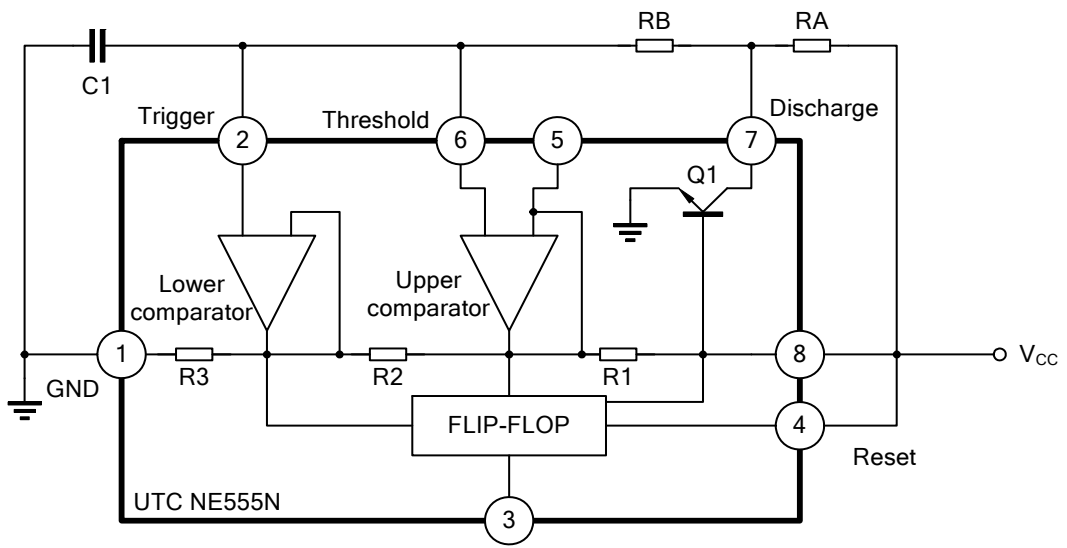 RB
RA
C1
Trigger
Threshold
Discharge
2
6
5
7
Q1
Lower
comparator
Upper
comparator
1
8
V_CC
R3
R2
R1
GND
FLIP-FLOP
4
Reset
UTC NE555N
3